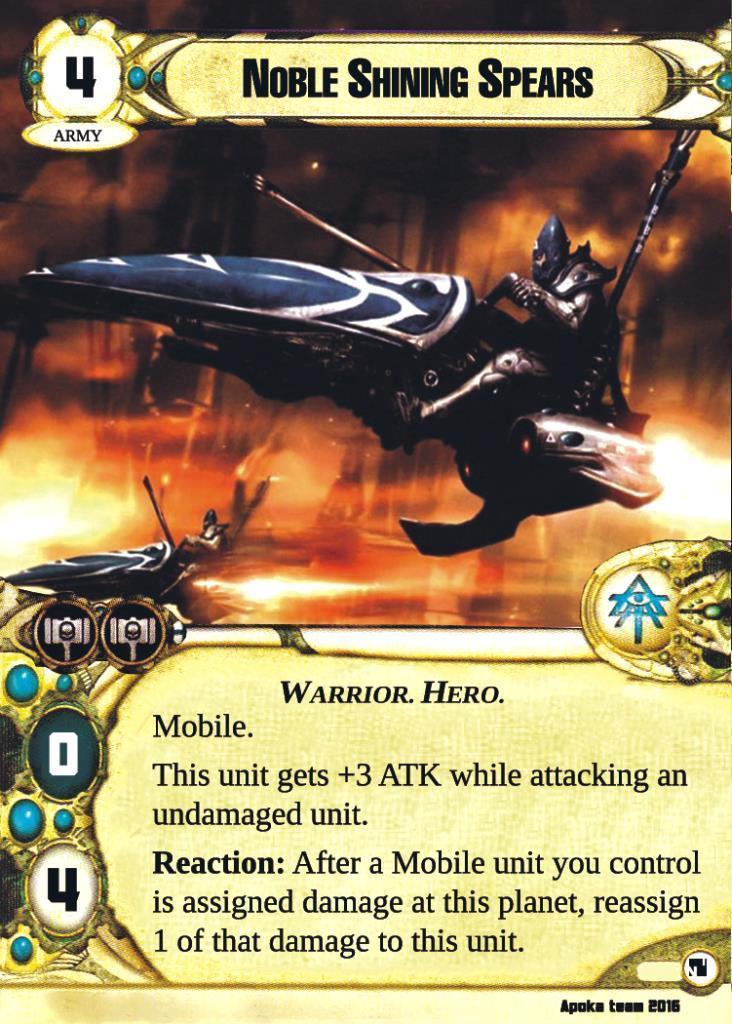 4
NOBLE SHINING SPEARS
ARMY
WARRIOR. HERO.
Mobile.
0
This unit gets +3 ATK while attacking an
undamaged unit.
4
Reaction: After a Mobile unit you control
is assigned damage at this planet, reassign
1 of that damage to this unit.
Apoka team 2016